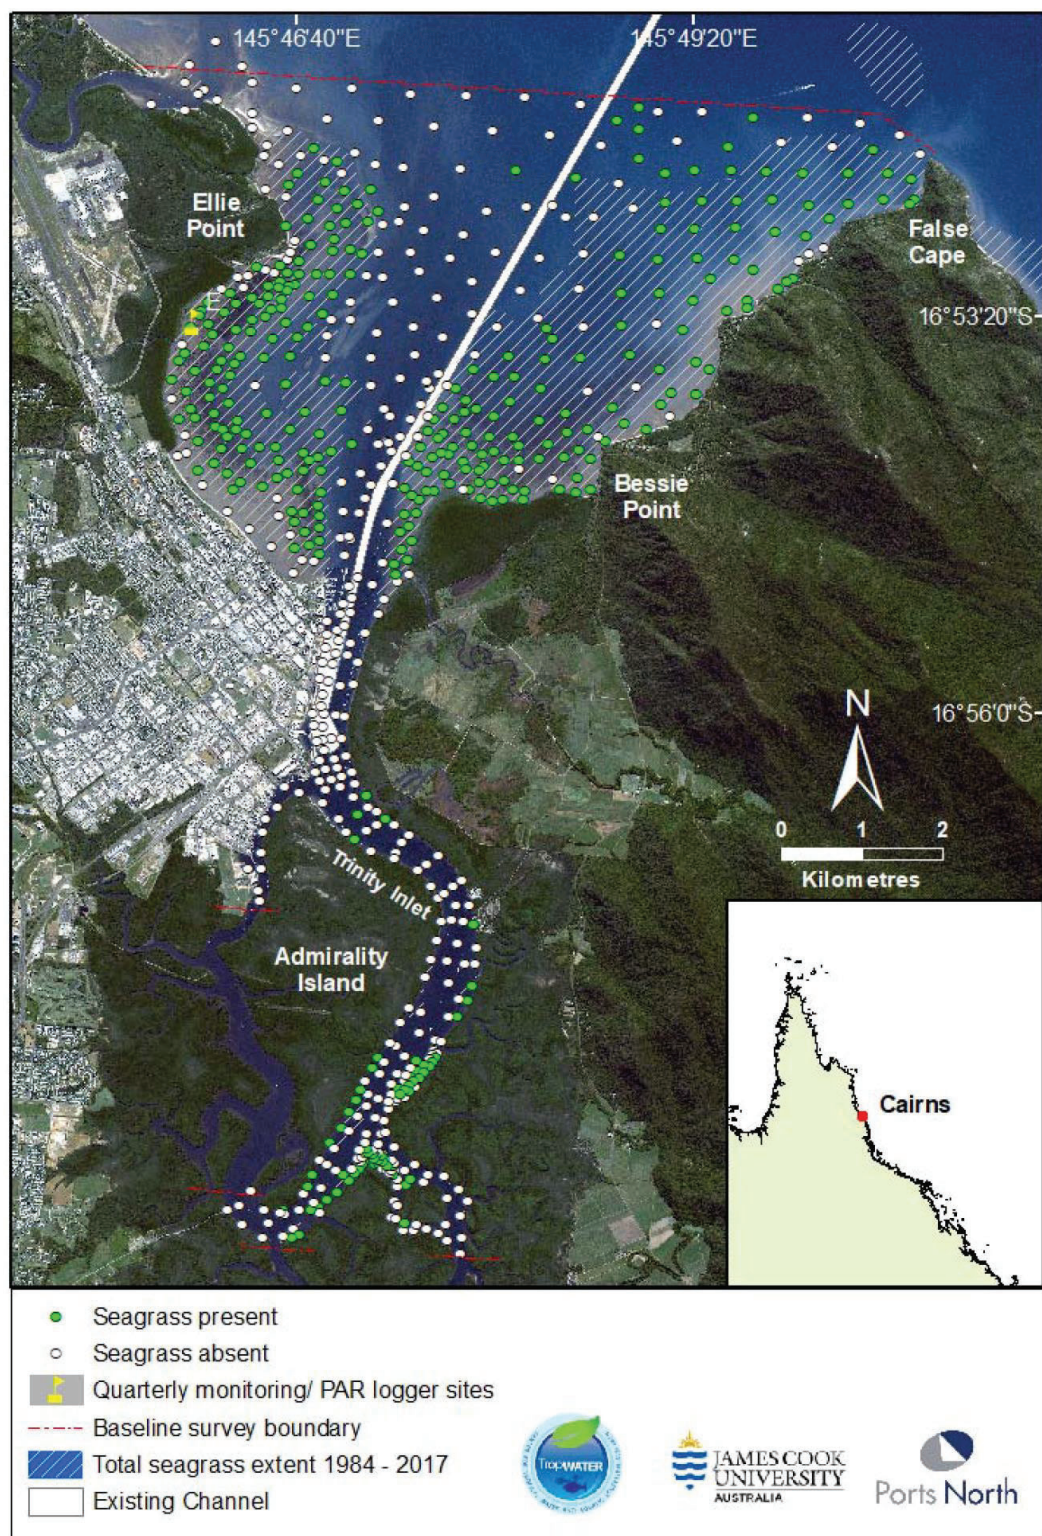 145°46'40"E
145°49'20"E
Ellie
Point
False
Cape
E
16°53'20"S
Bessie
Point
16°56'0"S
N
0 1 2
Kilometres
Trinity Inlet
Admirality
Island
Cairns
Seagrass present
Seagrass absent
Quarterly monitoring/ PAR logger sites
Baseline survey boundary
Total seagrass extent 1984 - 2017
Existing Channel
TropWATER
JAMES COOK
UNIVERSITY
AUSTRALIA
Ports North